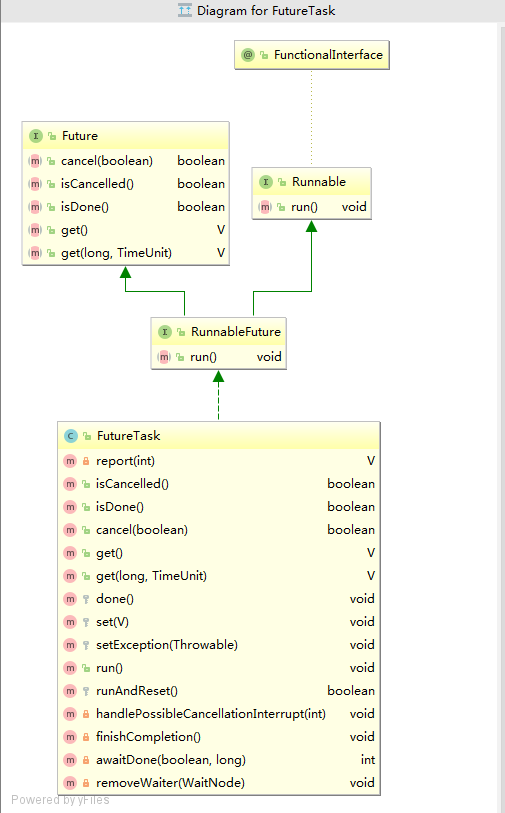 Diagram for FutureTask
@ FunctionalInterface
I Future
m cancel(boolean) boolean
m isCancelled() boolean
m isDone() boolean
m get() V
m get(long, TimeUnit) V
I Runnable
m run() void
I RunnableFuture
m run() void
C FutureTask
m report(int) V
m isCancelled() boolean
m isDone() boolean
m cancel(boolean) boolean
m get() V
m get(long, TimeUnit) V
m done() void
m set(V) void
m setException(Throwable) void
m run() void
m runAndReset() boolean
m handlePossibleCancellationInterrupt(int) void
m finishCompletion() void
m awaitDone(boolean, long) int
m removeWaiter(WaitNode) void
Powered by yFiles